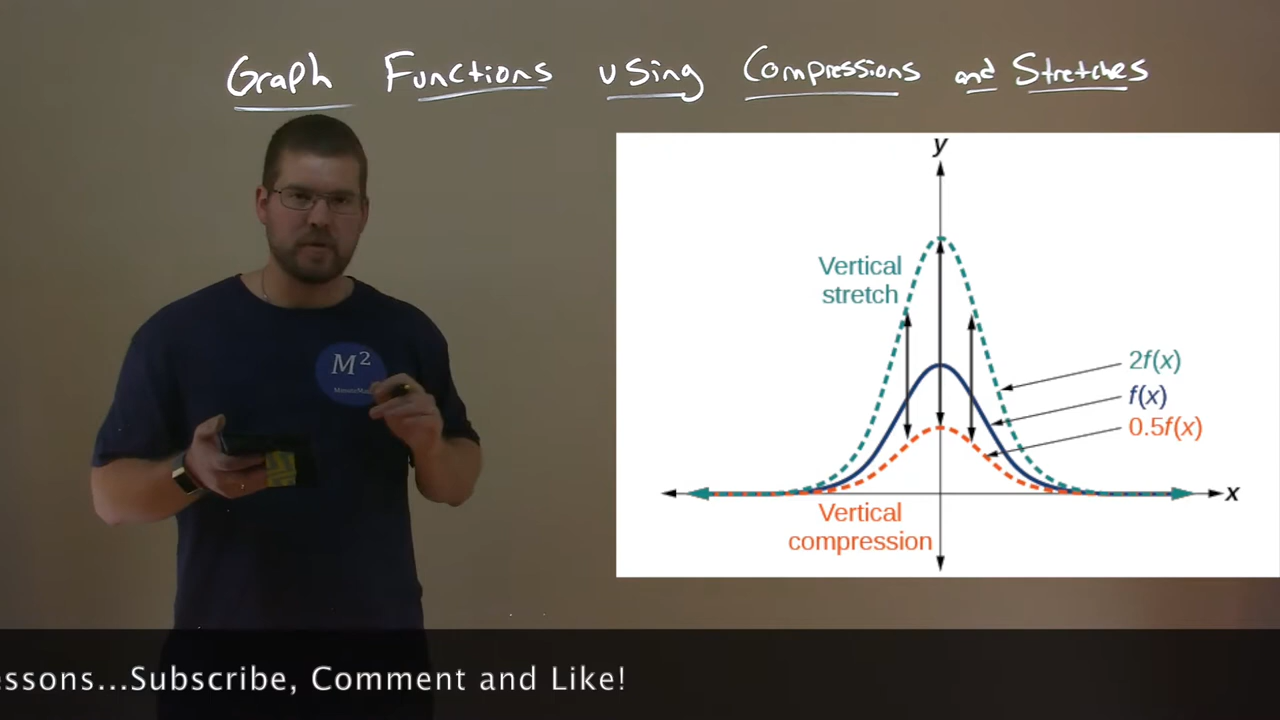 Graph Functions using Compressions and Stretches
y
Vertical
stretch
2f(x)
f(x)
0.5f(x)
x
Vertical
compression
M²
essons...Subscribe, Comment and Like!